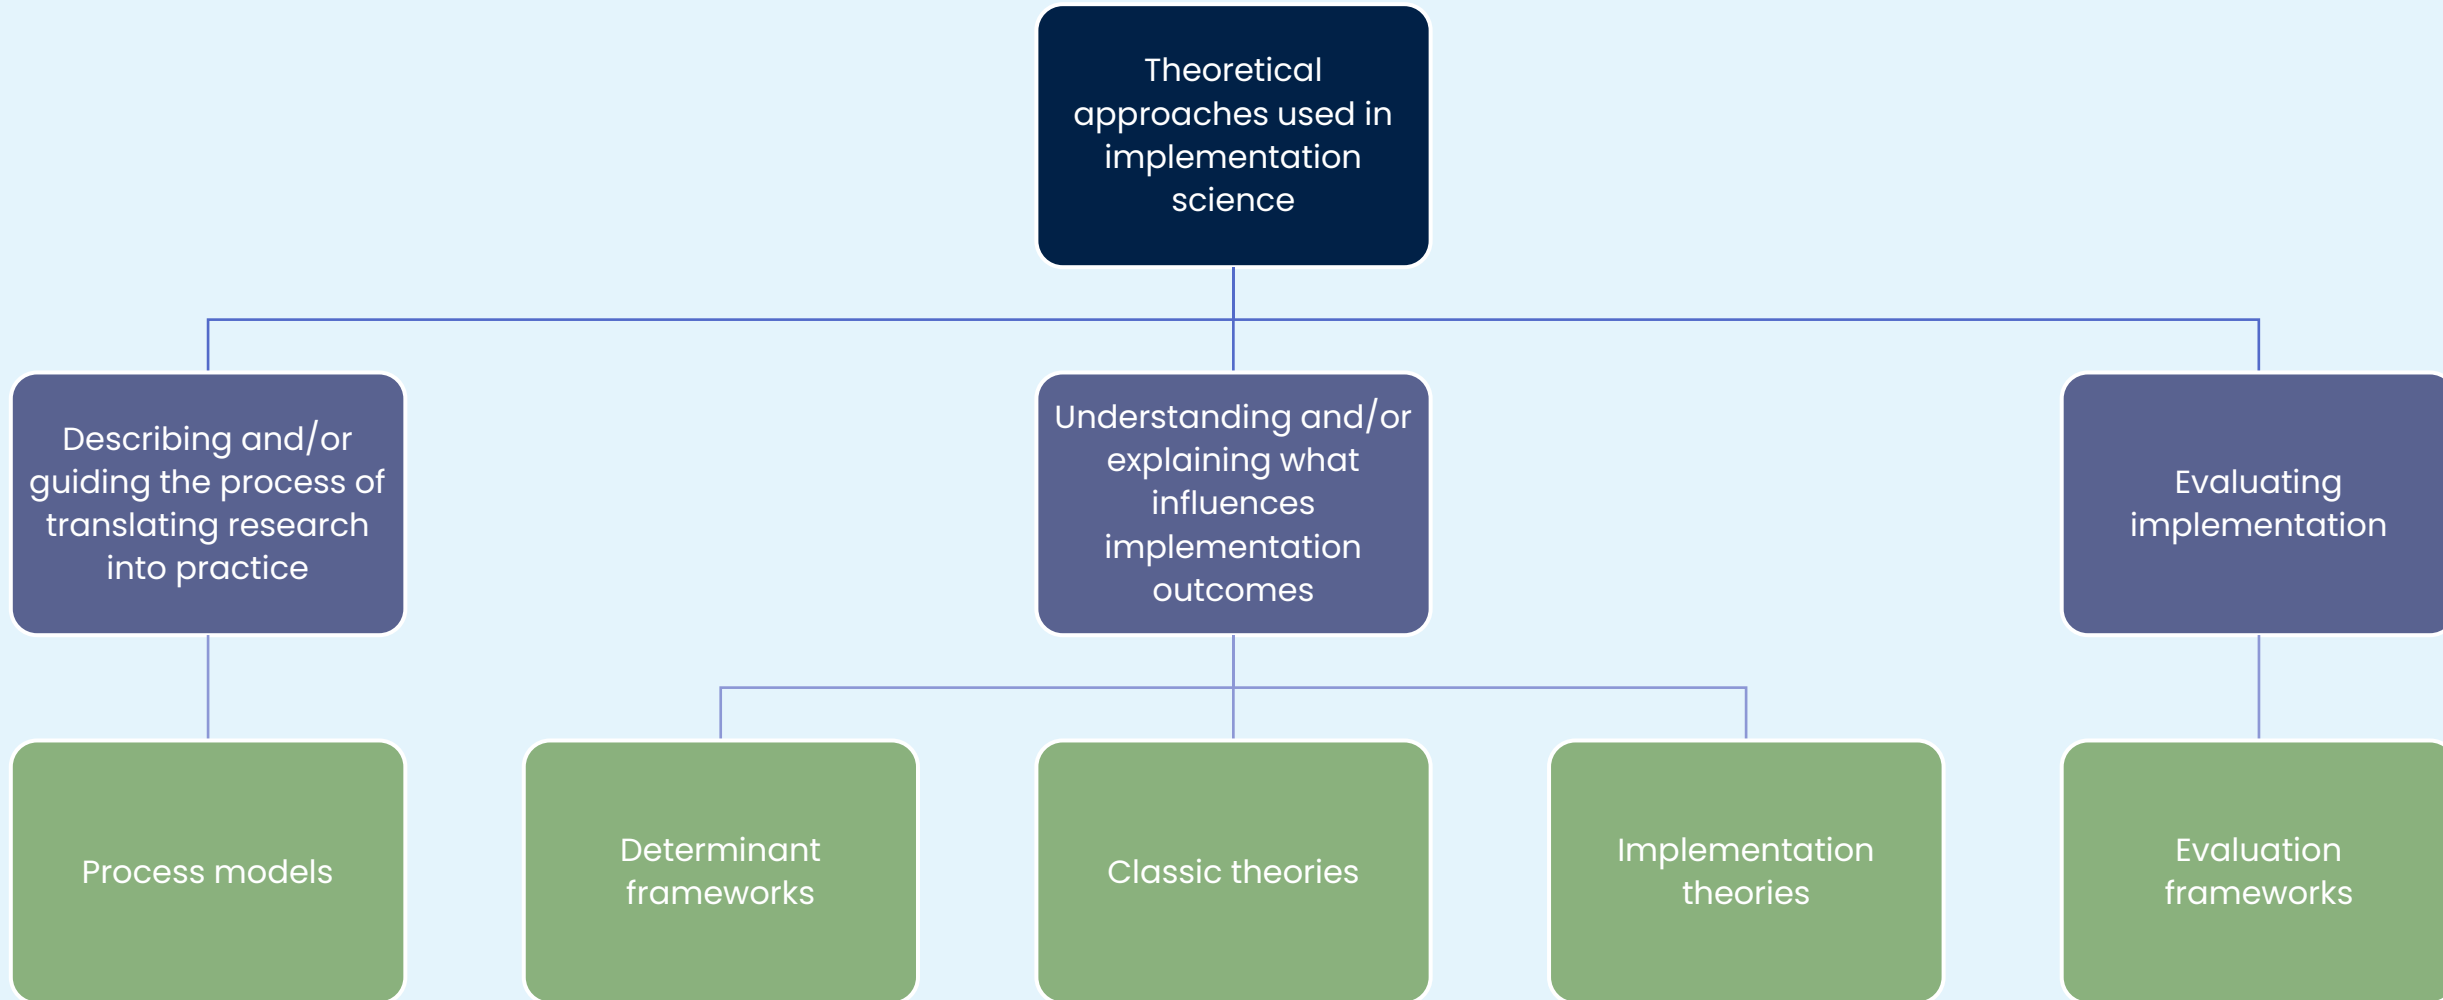 Theoretical
approaches used in
implementation
science
Describing and/or
guiding the process of
translating research
into practice
Understanding and/or
explaining what
influences
implementation
outcomes
Evaluating
implementation
Process models
Determinant
frameworks
Classic theories
Implementation
theories
Evaluation
frameworks